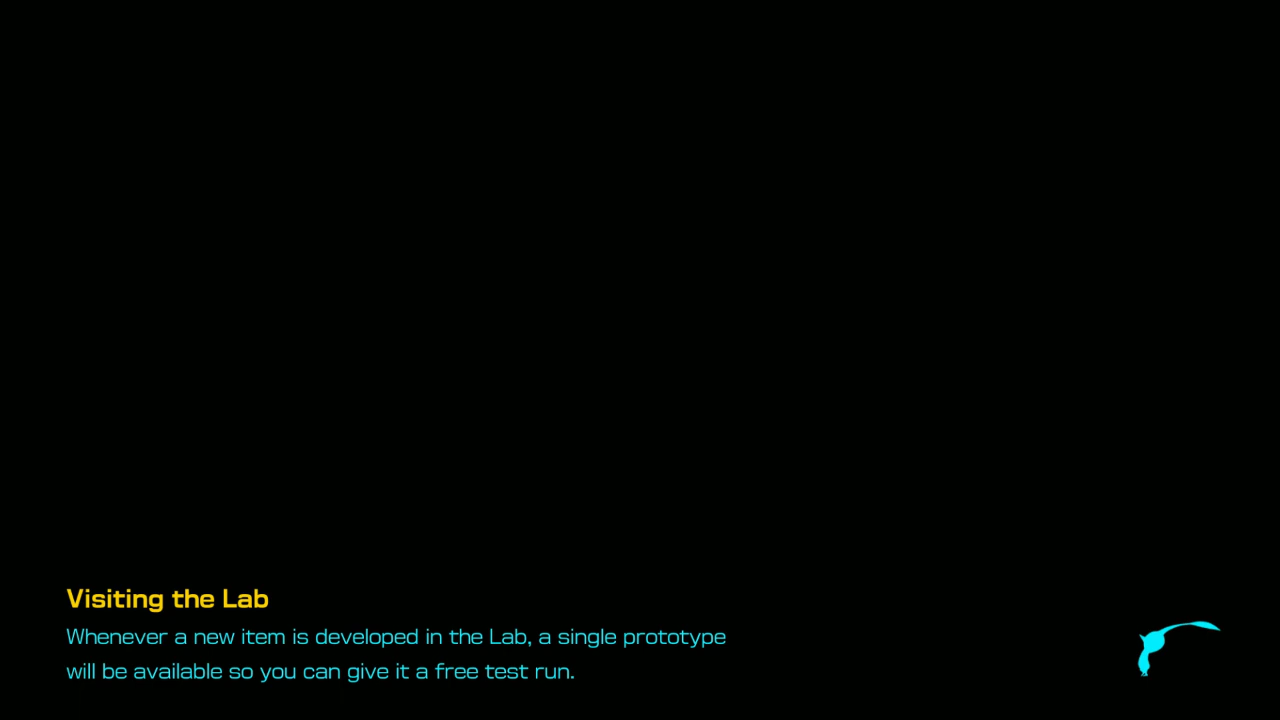 Visiting the Lab
Whenever a new item is developed in the Lab, a single prototype
will be available so you can give it a free test run.